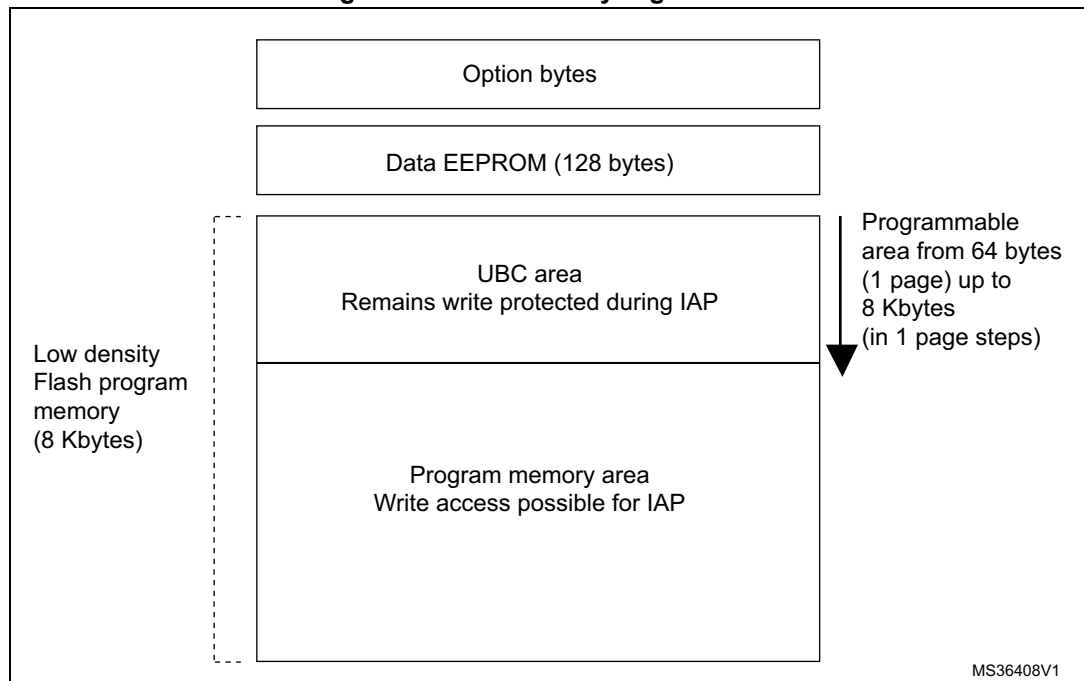 Option bytes
Data EEPROM (128 bytes)
UBC area
Remains write protected during IAP
Programmable
area from 64 bytes
(1 page) up to
8 Kbytes
(in 1 page steps)
Low density
Flash program
memory
(8 Kbytes)
Program memory area
Write access possible for IAP
MS36408V1